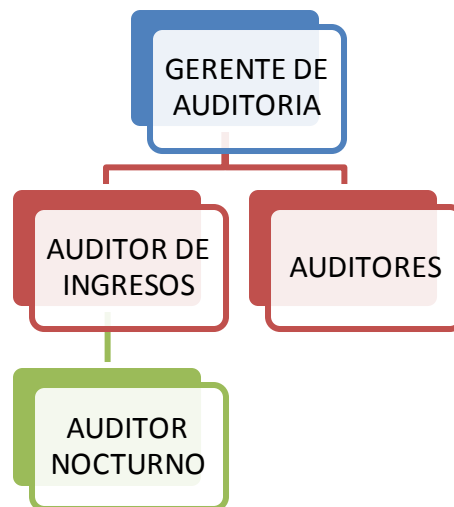 GERENTE DE
AUDITORIA
AUDITOR DE
INGRESOS
AUDITORES
AUDITOR
NOCTURNO